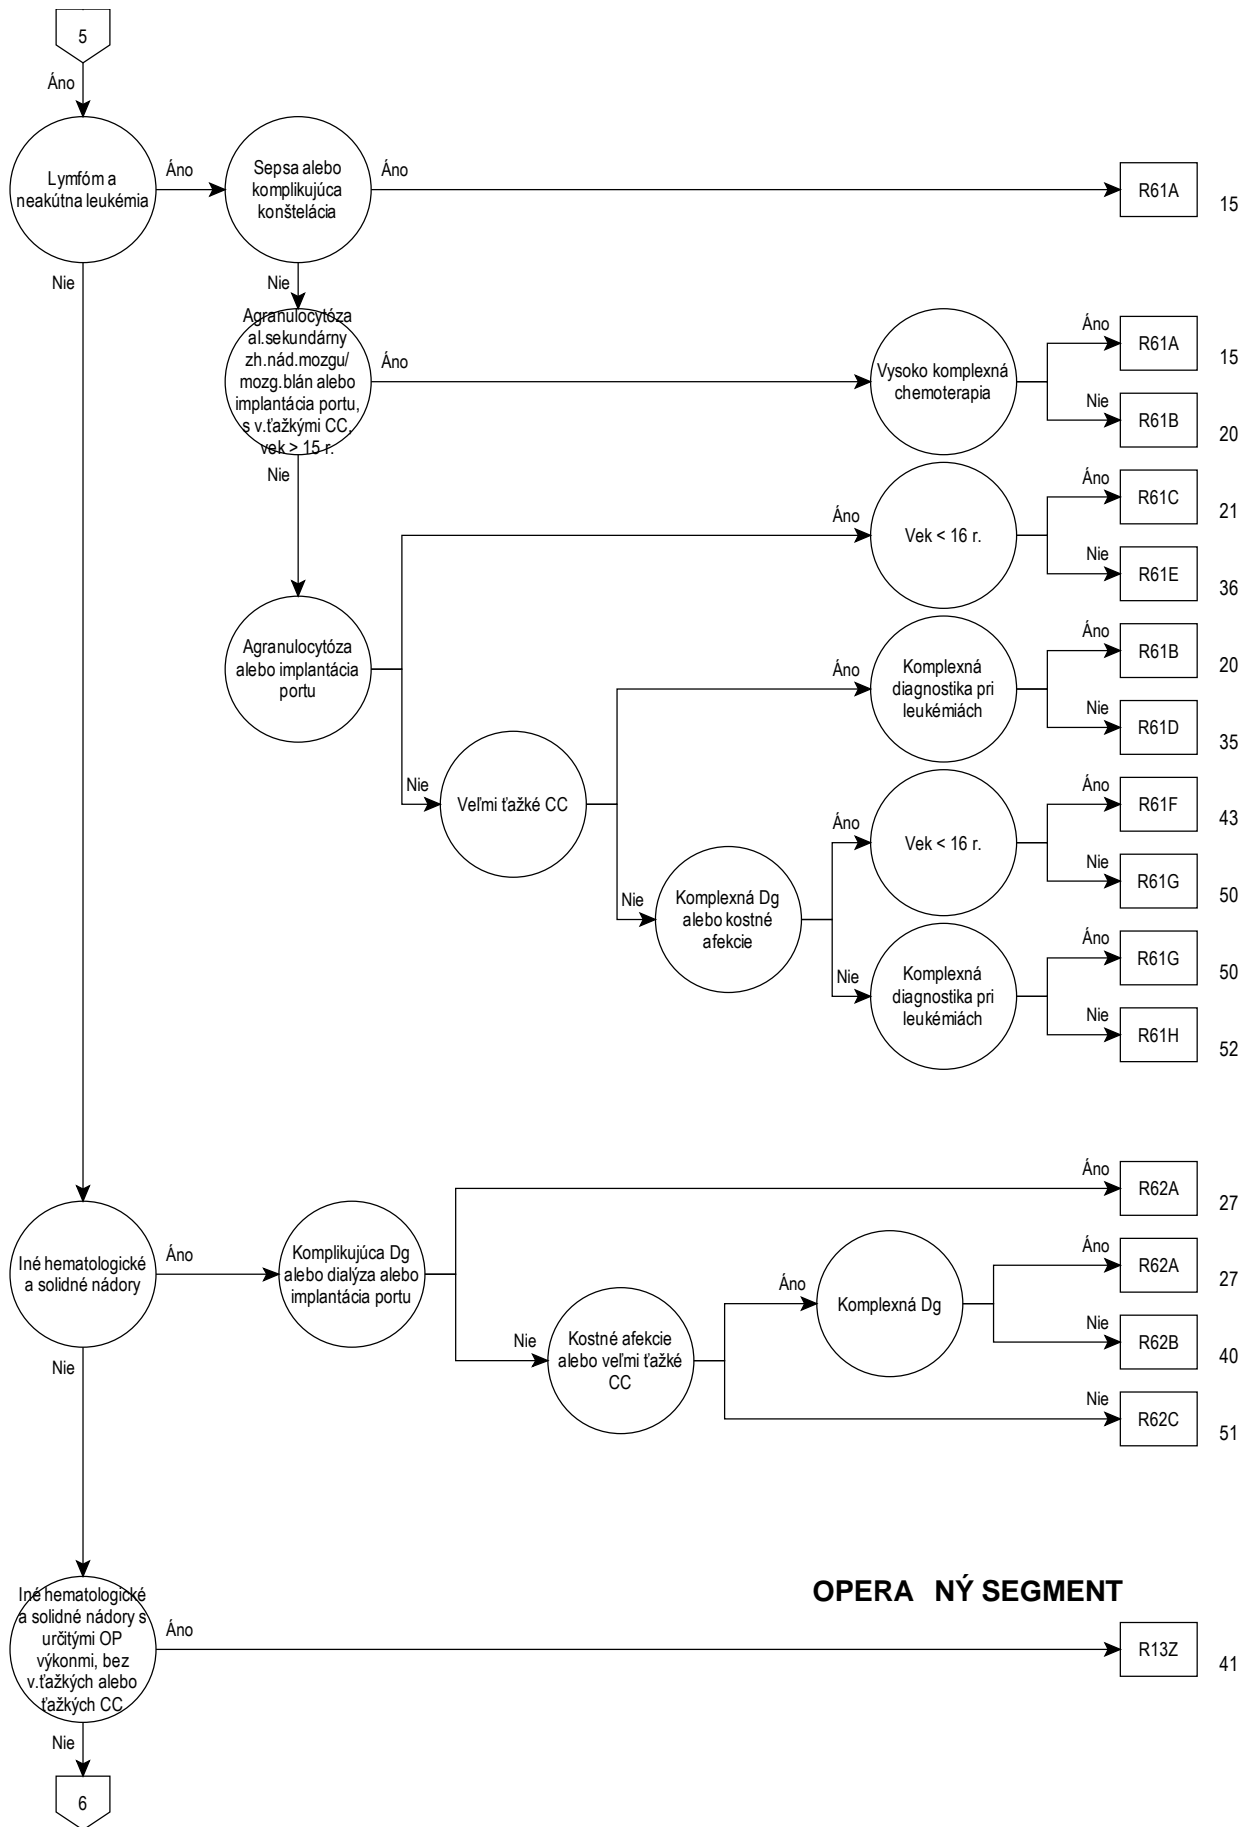 5
Áno
Lymfóm a
neakútna leukémia
Áno
Sepsa alebo
komplikujúca
konštelácia
Áno
R61A
15
Nie
Nie
Agranulocytóza
al.sekundárny
zh.nád.mozgu/
mozg.blán alebo
implantácia portu,
s v.ťažkými CC,
vek > 15 r.
Áno
Vysoko komplexná
chemoterapia
Áno
R61A
15
Nie
R61B
20
Nie
Agranulocytóza
alebo implantácia
portu
Áno
Vek < 16 r.
Áno
R61C
21
Nie
R61E
36
Nie
Veľmi ťažké CC
Áno
Komplexná
diagnostika pri
leukémiách
Áno
R61B
20
Nie
R61D
35
Nie
Komplexná Dg
alebo kostné
afekcie
Áno
Vek < 16 r.
Áno
R61F
43
Nie
R61G
50
Nie
Komplexná
diagnostika pri
leukémiách
Áno
R61G
50
Nie
R61H
52
Iné hematologické
a solidné nádory
Áno
Komplikujúca Dg
alebo dialýza alebo
implantácia portu
Áno
R62A
27
Nie
Kostné afekcie
alebo veľmi ťažké
CC
Áno
Komplexná Dg
Áno
R62A
27
Nie
R62B
40
Nie
R62C
51
Nie
OPERA NÝ SEGMENT
Iné hematologické
a solidné nádory s
určitými OP
výkonmi, bez
v.ťažkých alebo
ťažkých CC
Áno
R13Z
41
Nie
6